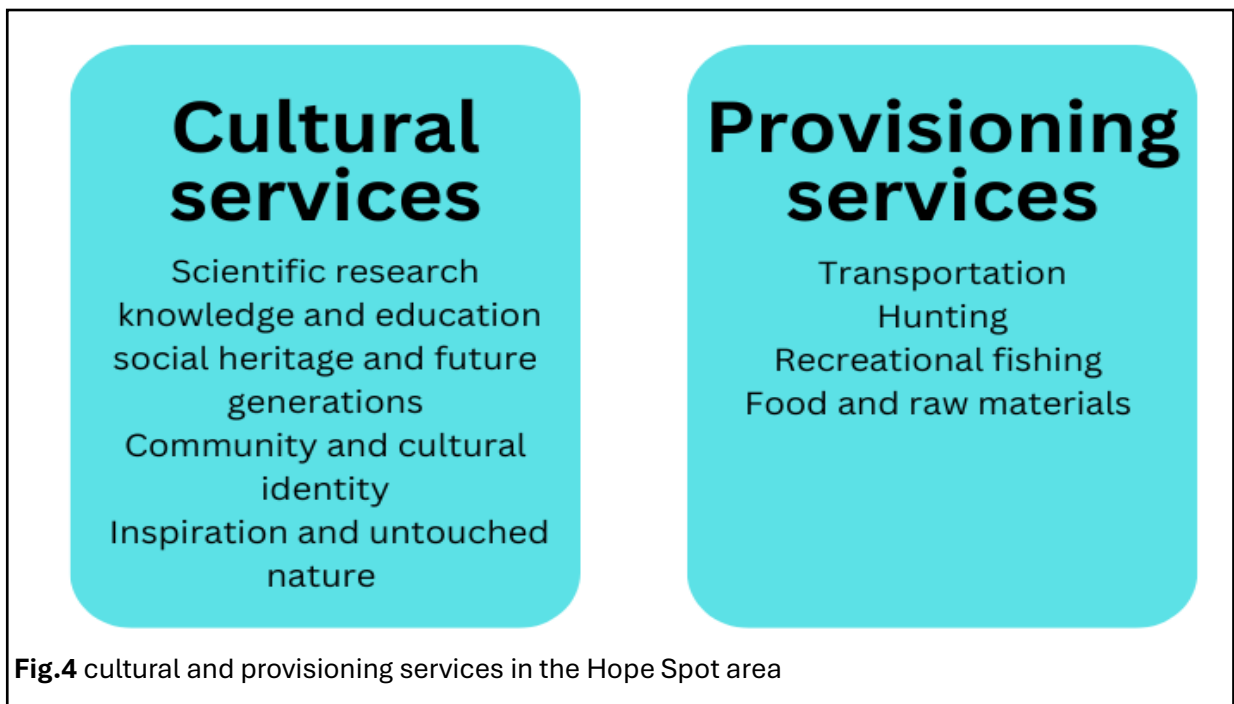 Cultural
services
Scientific research
knowledge and education
social heritage and future
generations
Community and cultural
identity
Inspiration and untouched
nature
Provisioning
services
Transportation
Hunting
Recreational fishing
Food and raw materials
Fig.4 cultural and provisioning services in the Hope Spot area